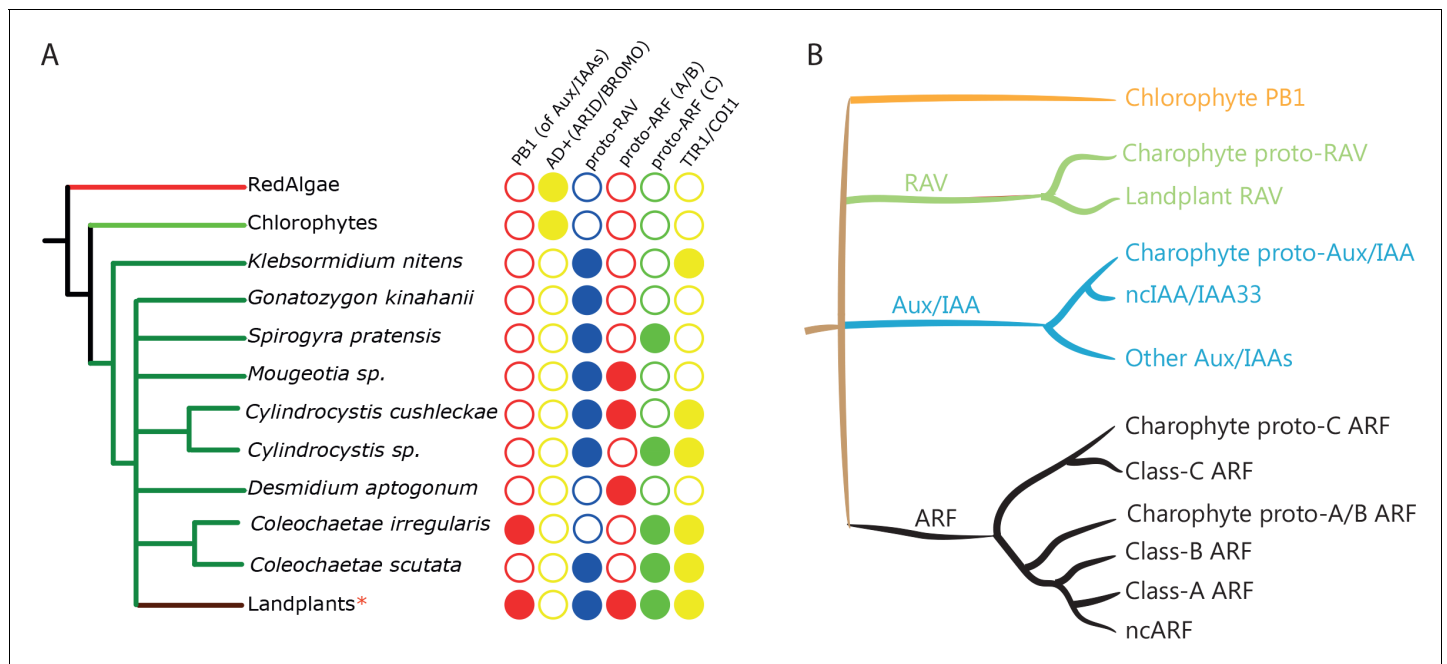 A
B
PB1 (of Aux/IAAs)
AD+(ARID/BROMO)
proto-RAV
proto-ARF (A/B)
proto-ARF (C)
TIR1/COI1
RedAlgae
Chlorophytes
Klebsormidium nitens
Gonatozygon kinahanii
Spirogyra pratensis
Mougeotia sp.
Cylindrocystis cushleckae
Cylindrocystis sp.
Desmidium aptogonum
Coleochaetae irregularis
Coleochaetae scutata
Landplants*
Chlorophyte PB1
RAV
Charophyte proto-RAV
Landplant RAV
Aux/IAA
Charophyte proto-Aux/IAA
ncIAA/IAA33
Other Aux/IAAs
ARF
Charophyte proto-C ARF
Class-C ARF
Charophyte proto-A/B ARF
Class-B ARF
Class-A ARF
ncARF